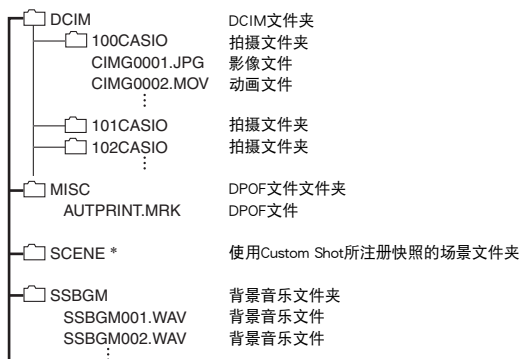 DCIM DCIM文件夹
100CASIO 拍摄文件夹
CIMG0001.JPG 影像文件
CIMG0002.MOV 动画文件
101CASIO 拍摄文件夹
102CASIO 拍摄文件夹
MISC DPOF文件文件夹
AUTPRINT.MRK DPOF文件
SCENE * 使用Custom Shot所注册快照的场景文件夹
SSBGM 背景音乐文件夹
SSBGM001.WAV 背景音乐文件
SSBGM002.WAV 背景音乐文件